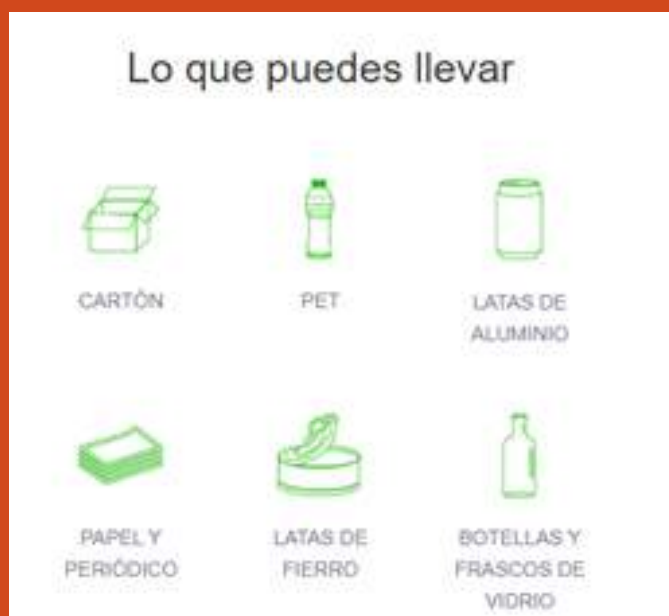 Lo que puedes llevar
CARTÓN
PET
LATAS DE
ALUMINIO
PAPEL Y
PERIÓDICO
LATAS DE
FIERRO
BOTELLAS Y
FRASCOS DE
VIDRIO